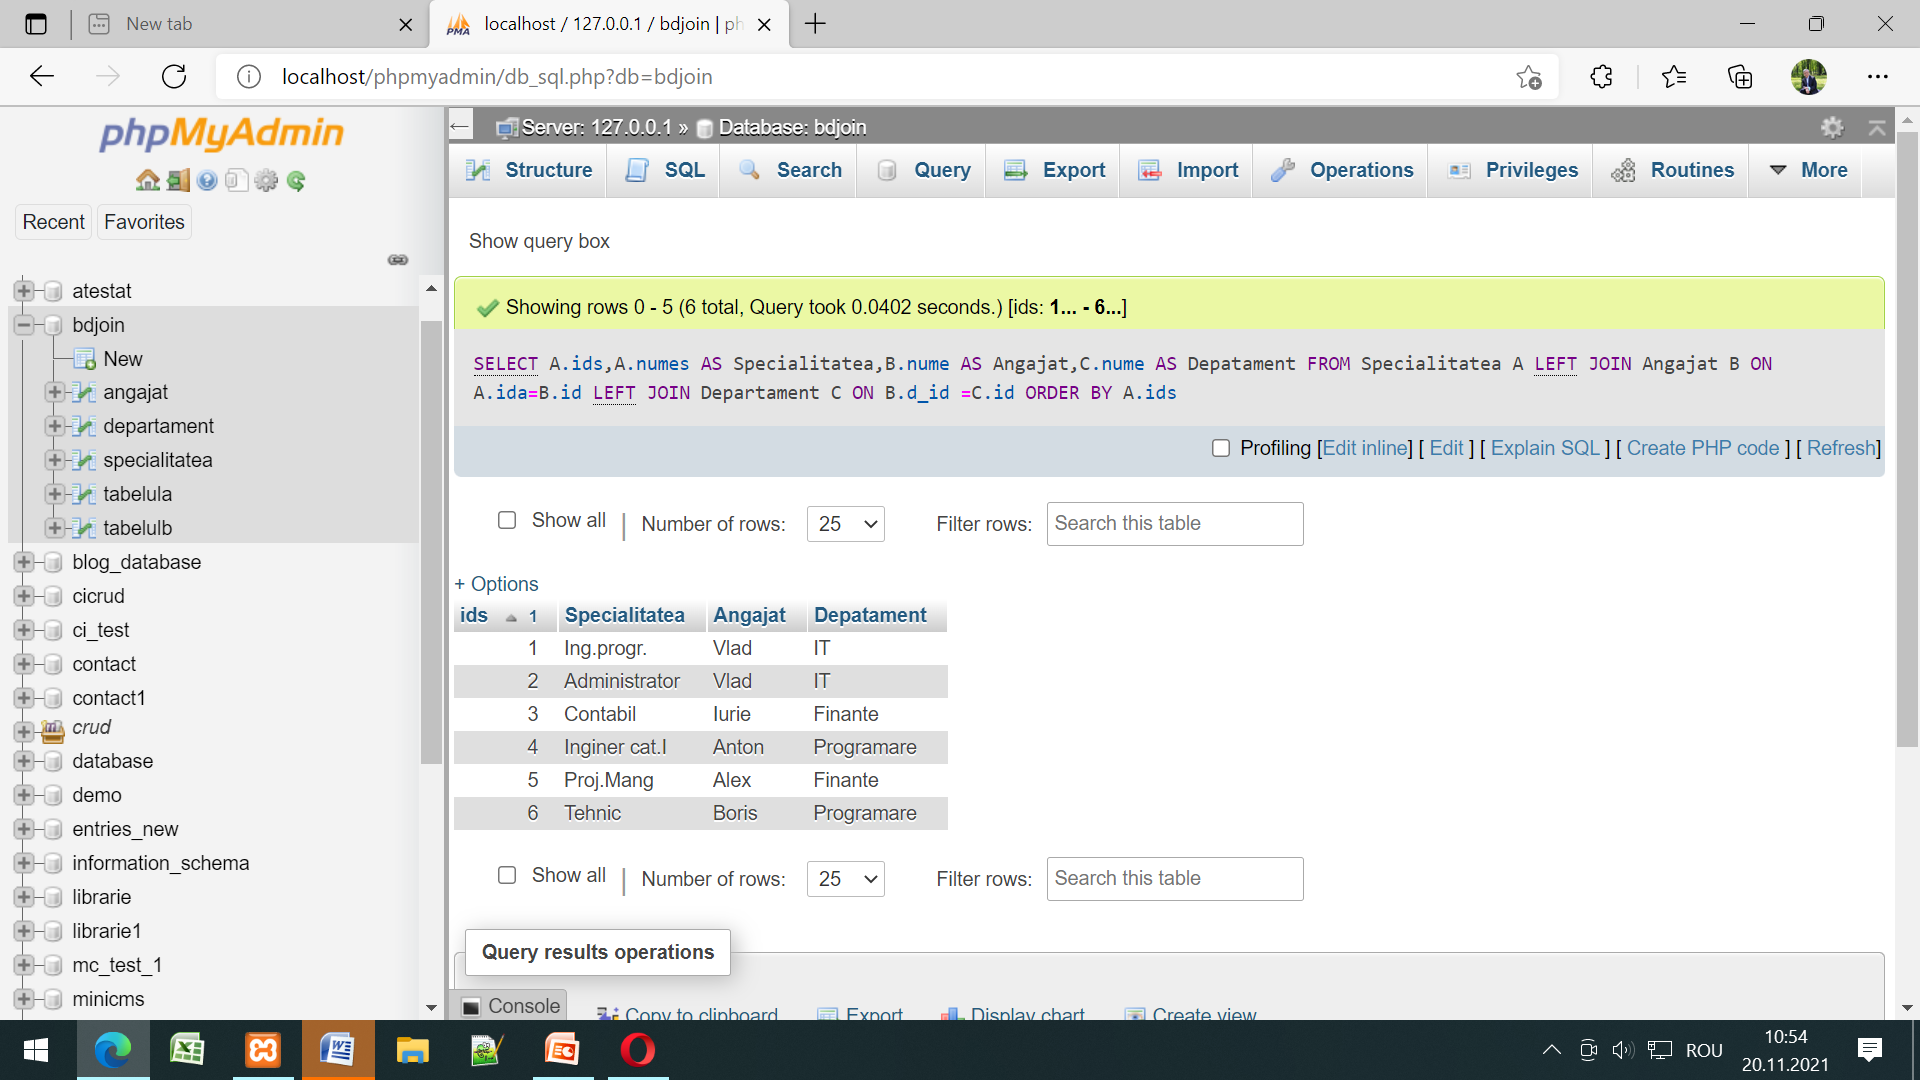 New tab
localhost / 127.0.0.1 / bdjoin | ph
localhost/phpmyadmin/db_sql.php?db=bdjoin
phpMyAdmin
Recent Favorites
atestat
bdjoin
New
angajat
departament
specialitatea
tabelula
tabelulb
blog_database
cicrud
ci_test
contact
contact1
crud
database
demo
entries_new
information_schema
librarie
librarie1
mc_test_1
minicms
Server: 127.0.0.1 » Database: bdjoin
Structure SQL Search Query Export Import Operations Privileges Routines More
Show query box
Showing rows 0 - 5 (6 total, Query took 0.0402 seconds.) [ids: 1... - 6...]
SELECT A.ids,A.numes AS Specialitatea,B.nume AS Angajat,C.nume AS Depatament FROM Specialitatea A LEFT JOIN Angajat B ON
A.ida=B.id LEFT JOIN Departament C ON B.d_id =C.id ORDER BY A.ids
Profiling [Edit inline] [ Edit ] [ Explain SQL ] [ Create PHP code ] [ Refresh]
Show all | Number of rows: 25 Filter rows: Search this table
+ Options
ids 1 Specialitatea Angajat Depatament
1 Ing.progr. Vlad IT
2 Administrator Vlad IT
3 Contabil Iurie Finante
4 Inginer cat.I Anton Programare
5 Proj.Mang Alex Finante
6 Tehnic Boris Programare
Show all | Number of rows: 25 Filter rows: Search this table
Query results operations
Console Copy to clipboard Export Display chart Create view
ROU
10:54
20.11.2021